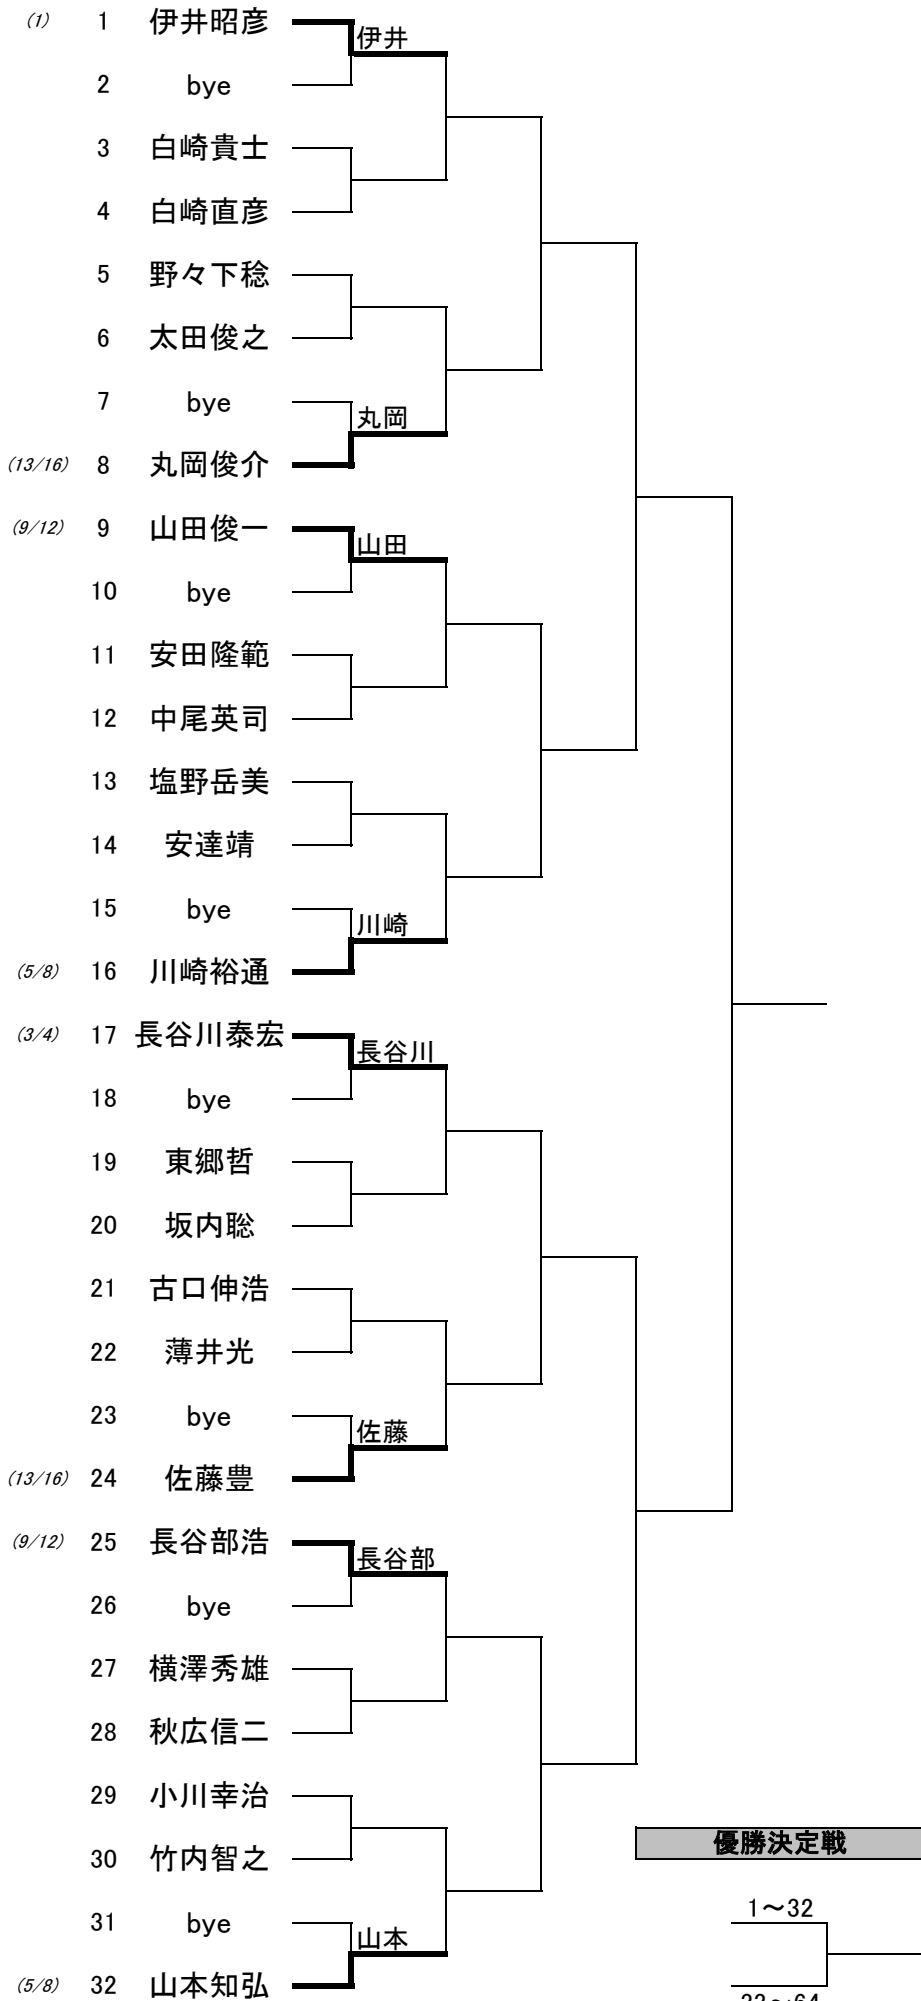 (1) 1 伊井昭彦
伊井
2 bye
3 白崎貴士
4 白崎直彦
5 野々下稔
6 太田俊之
7 bye
丸岡
(13/16) 8 丸岡俊介
(9/12) 9 山田俊一
山田
10 bye
11 安田隆範
12 中尾英司
13 塩野岳美
14 安達靖
15 bye
川崎
(5/8) 16 川崎裕通
(3/4) 17 長谷川泰宏
長谷川
18 bye
19 東郷哲
20 坂内聡
21 古口伸浩
22 薄井光
23 bye
佐藤
(13/16) 24 佐藤豊
(9/12) 25 長谷部浩
長谷部
26 bye
27 横澤秀雄
28 秋広信二
29 小川幸治
優勝決定戦
30 竹内智之
1～32
31 bye
山本
(5/8) 32 山本知弘
33～64